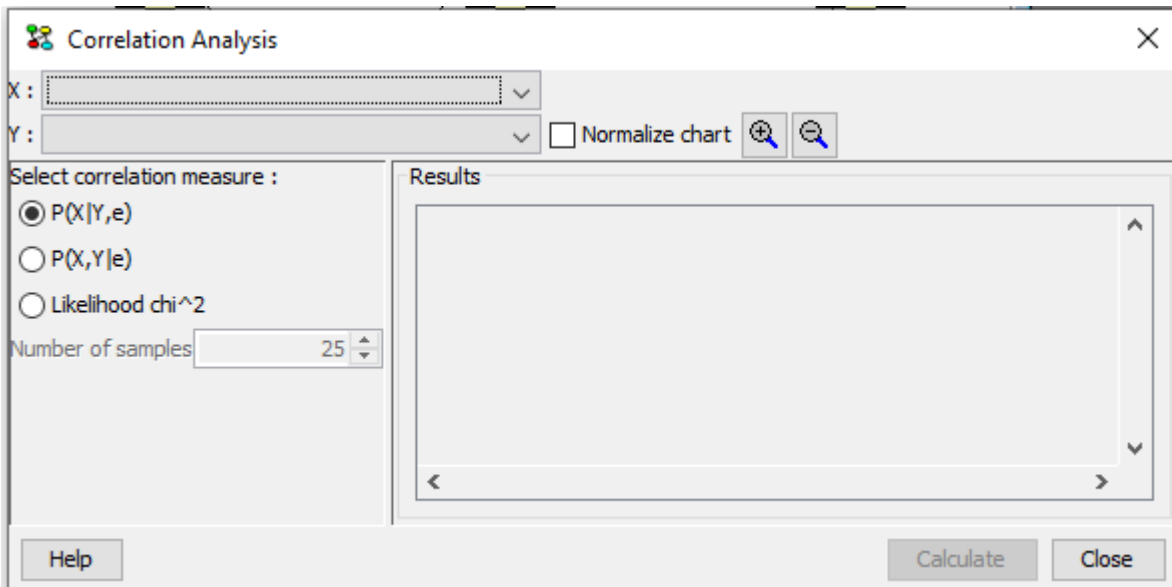 Correlation Analysis
X :
Y :
Normalize chart
Select correlation measure :
P(X|Y,e)
P(X,Y|e)
Likelihood chi^2
Number of samples 25
Results
Help
Calculate
Close